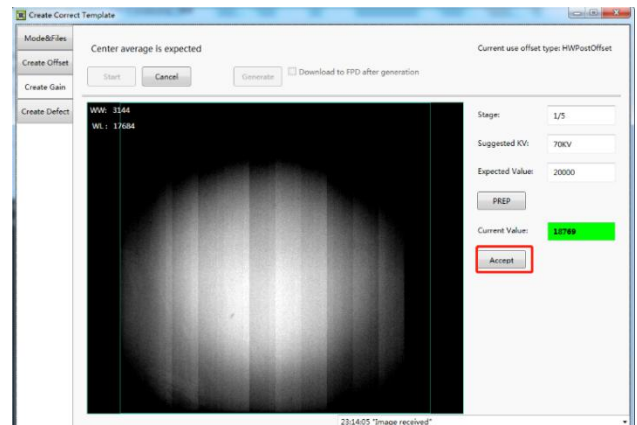 Create Correct Template
Mode&Files
Create Offset
Create Gain
Create Defect
Center average is expected
Current use offset type: HWPostOffset
Start
Cancel
Generate
Download to FPD after generation
WW: 3144
WL: 17684
Stage:
1/5
Suggested KV:
70KV
Expected Value:
20000
PREP
Current Value:
18769
Accept
23:14:05 "Image received"